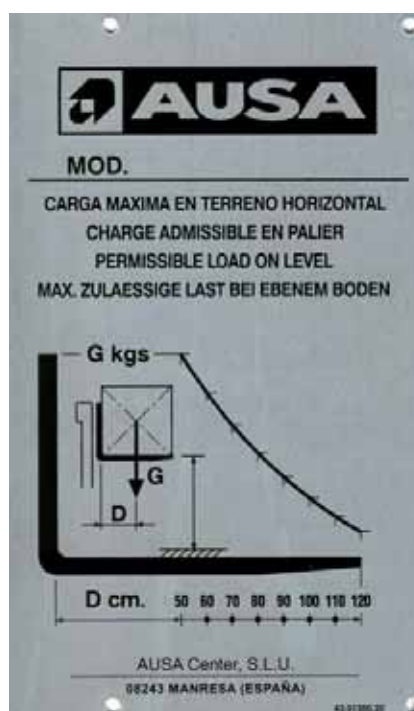 AUSA
MOD.
CARGA MAXIMA EN TERRENO HORIZONTAL
CHARGE ADMISSIBLE EN PALIER
PERMISSIBLE LOAD ON LEVEL
MAX. ZULAESSIGE LAST BEI EBENEM BODEN
G kgs
G
D
D cm. 50 60 70 80 90 100 110 120
AUSA Center, S.L.U.
08243 MANRESA (ESPAÑA)